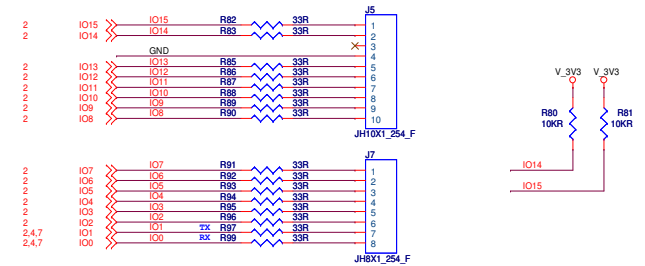 J5
2 IO15 IO15 R82 33R 1
2 IO14 IO14 R83 33R 2
3
GND 4
2 IO13 IO13 R85 33R 5
2 IO12 IO12 R86 33R 6
2 IO11 IO11 R87 33R 7
2 IO10 IO10 R88 33R 8
2 IO9 IO9 R89 33R 9
2 IO8 IO8 R90 33R 10
JH10X1_254_F
V_3V3 V_3V3
R80 R81
10KR 10KR
IO14
IO15
J7
2 IO7 IO7 R91 33R 1
2 IO6 IO6 R92 33R 2
2 IO5 IO5 R93 33R 3
2 IO4 IO4 R94 33R 4
2 IO3 IO3 R95 33R 5
2 IO2 IO2 R96 33R 6
2,4,7 IO1 IO1 TX R97 33R 7
2,4,7 IO0 IO0 RX R99 33R 8
JH8X1_254_F